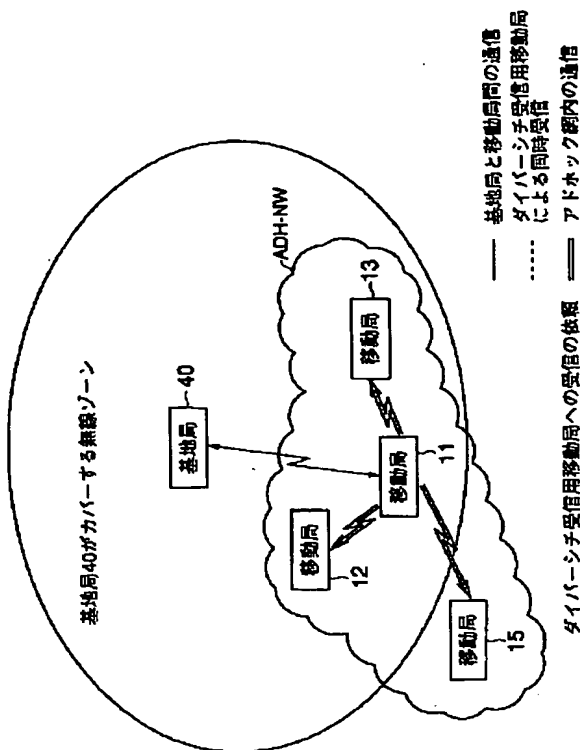 基地局40がカバーする無線ゾーン
基地局
40
ADH-NW
移動局
12
移動局
13
移動局
11
移動局
15
基地局と移動局間の通信
ダイバーシチ受信用移動局
による同時受信
アドホック網内の通信
ダイバーシチ受信用移動局への受信の依頼